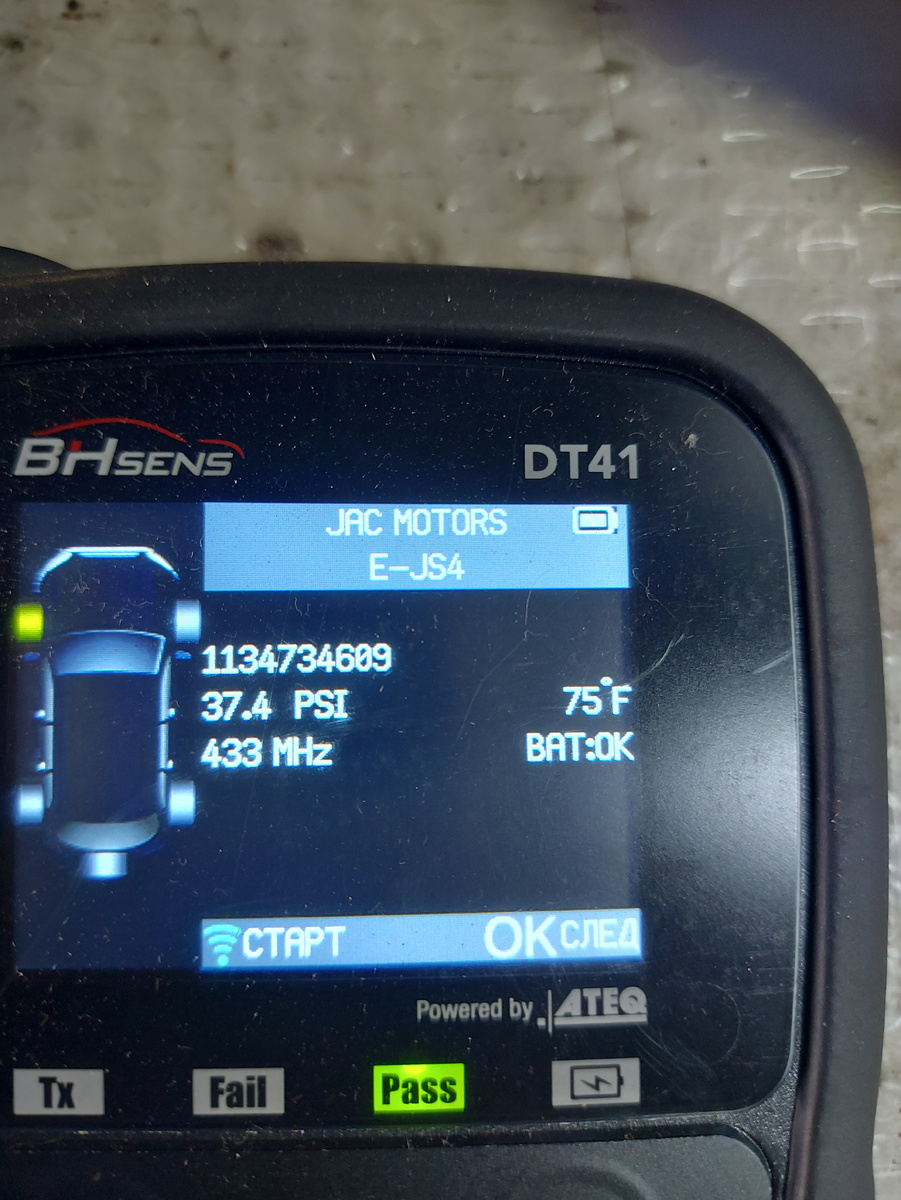 BHSENS
DT41
JAC MOTORS
E-JS4
1134734609
37.4 PSI 75°F
433 MHz BAT:OK
СТАРТ OK СЛЕД
Powered by ATEQ
Tx Fail Pass